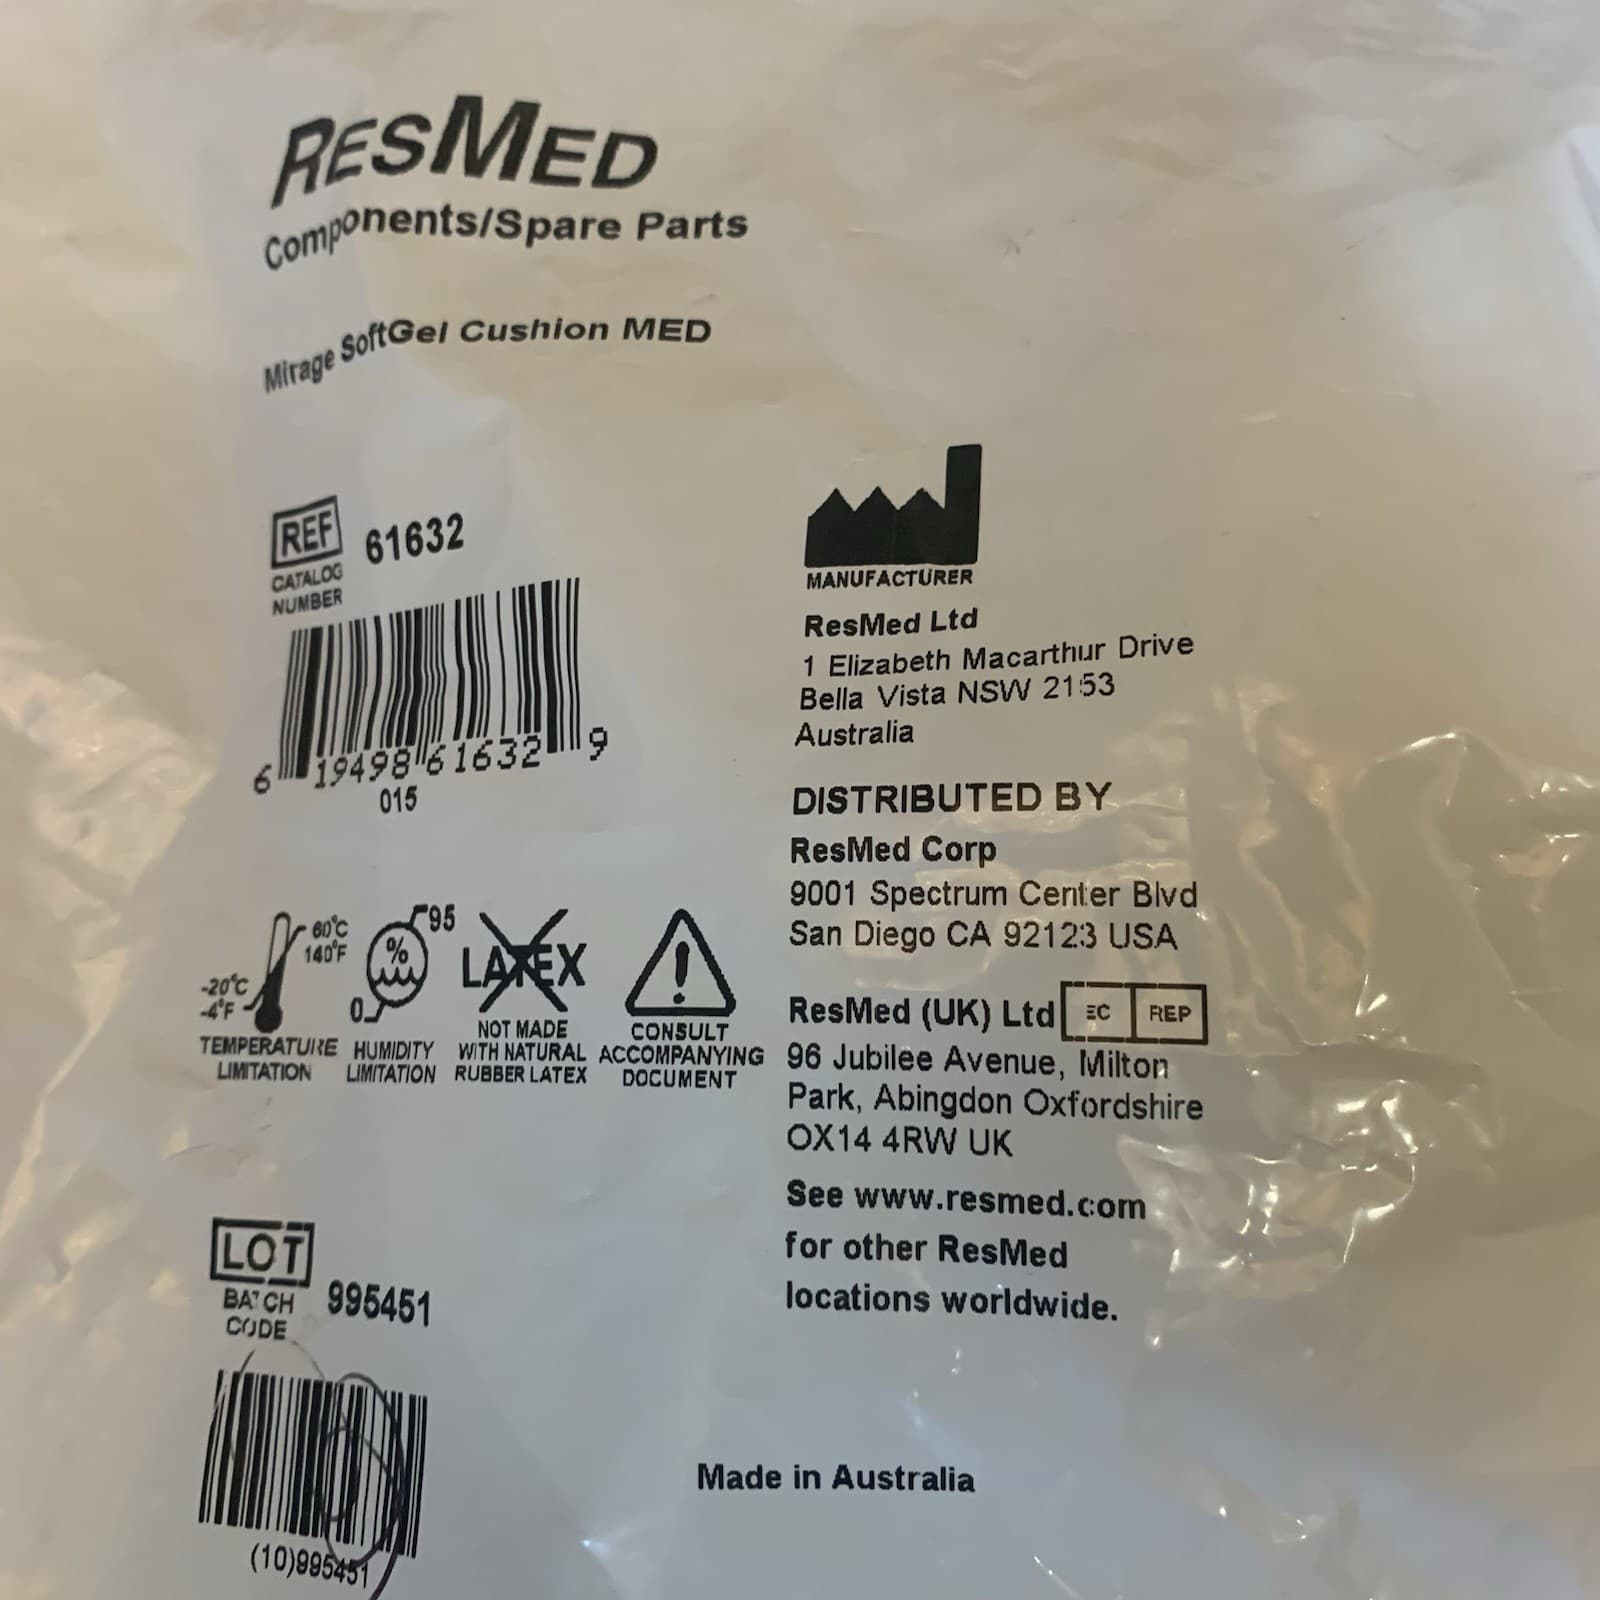 RESMED
Components/Spare Parts
Mirage SoftGel Cushion MED
REF 61632
CATALOG
NUMBER
6 19498 61632 9
015
60°C
140°F
-20°C
-4°F
TEMPERATURE
LIMITATION
95
%
0
HUMIDITY
LIMITATION
LATEX
NOT MADE
WITH NATURAL
RUBBER LATEX
!
CONSULT
ACCOMPANYING
DOCUMENT
LOT
BATCH
CODE
995451
(10)995451
MANUFACTURER
ResMed Ltd
1 Elizabeth Macarthur Drive
Bella Vista NSW 2153
Australia
DISTRIBUTED BY
ResMed Corp
9001 Spectrum Center Blvd
San Diego CA 92123 USA
ResMed (UK) Ltd EC REP
96 Jubilee Avenue, Milton
Park, Abingdon Oxfordshire
OX14 4RW UK
See www.resmed.com
for other ResMed
locations worldwide.
Made in Australia